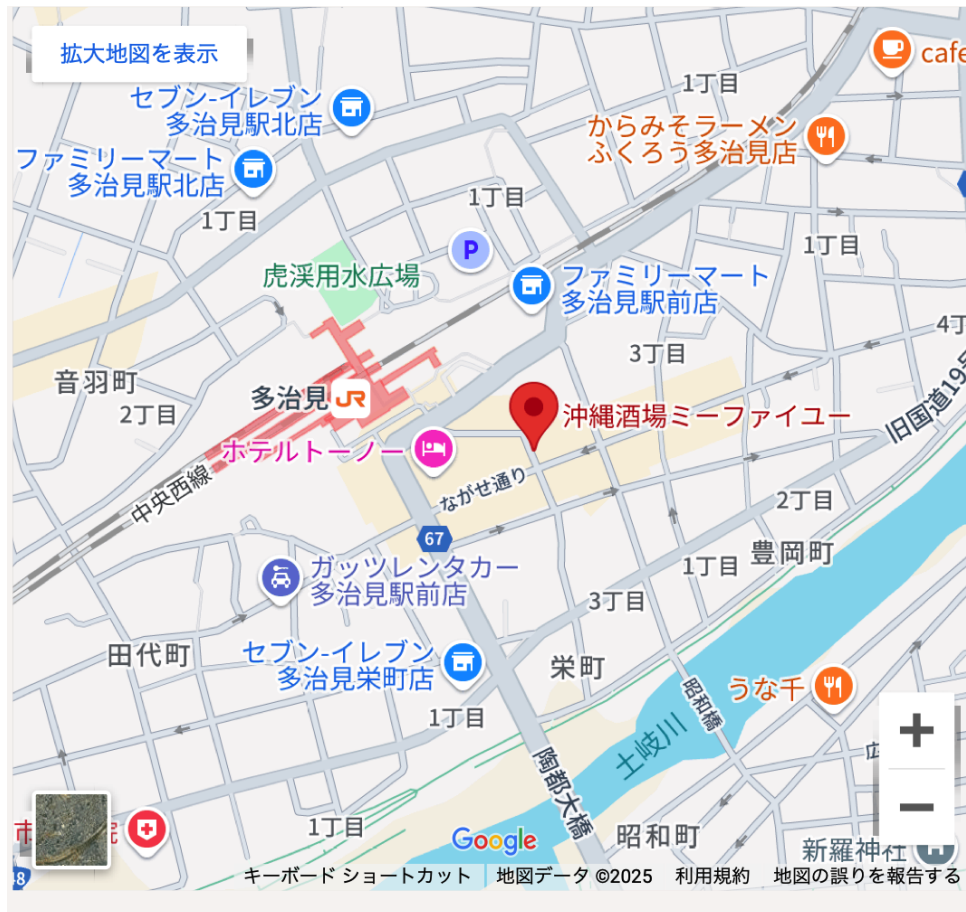 拡大地図を表示
cafe
1丁目
セブン-イレブン
多治見駅北店
からみそラーメン
ふくろう多治見店
ファミリーマート
多治見駅北店
1丁目
1丁目
P
1丁目
虎渓用水広場
ファミリーマート
多治見駅前店
4丁
3丁目
音羽町
2丁目
多治見
JR
沖縄酒場ミーファイユー
旧国道19号
ホテルトーノー
中央西線
ながせ通り
2丁目
67
豊岡町
1丁目
ガッツレンタカー
多治見駅前店
3丁目
田代町
セブン-イレブン
多治見栄町店
栄町
うな千
昭和橋
1丁目
土岐川
広
陶都大橋
市
院
1丁目
Google
昭和町
新羅神社
8
キーボード ショートカット
地図データ ©2025
利用規約
地図の誤りを報告する